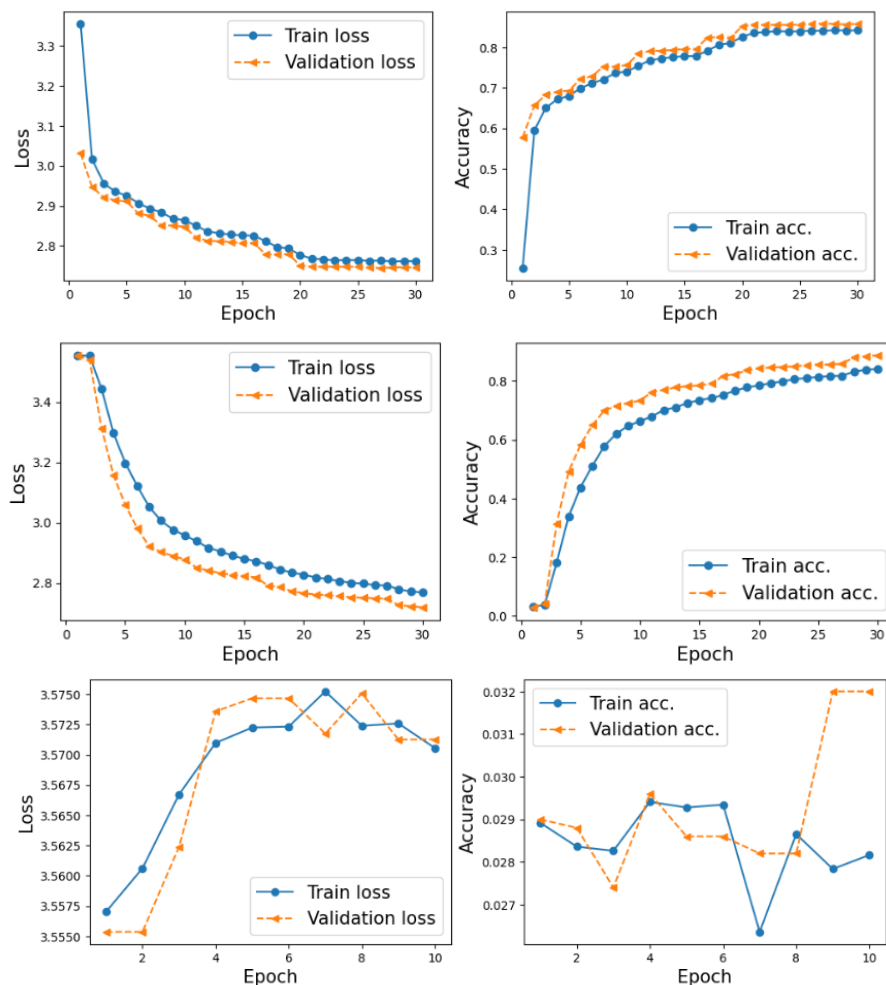 3.3
3.2
3.1
3.0
2.9
2.8
Loss
Train loss
Validation loss
0 5 10 15 20 25 30
Epoch
0.8
0.7
0.6
0.5
0.4
0.3
Accuracy
Train acc.
Validation acc.
0 5 10 15 20 25 30
Epoch
3.4
3.2
3.0
2.8
Loss
Train loss
Validation loss
0 5 10 15 20 25 30
Epoch
0.8
0.6
0.4
0.2
0.0
Accuracy
Train acc.
Validation acc.
0 5 10 15 20 25 30
Epoch
3.5750
3.5725
3.5700
3.5675
3.5650
3.5625
3.5600
3.5575
3.5550
Loss
Train loss
Validation loss
2 4 6 8 10
Epoch
0.032
0.031
0.030
0.029
0.028
0.027
Accuracy
Train acc.
Validation acc.
2 4 6 8 10
Epoch